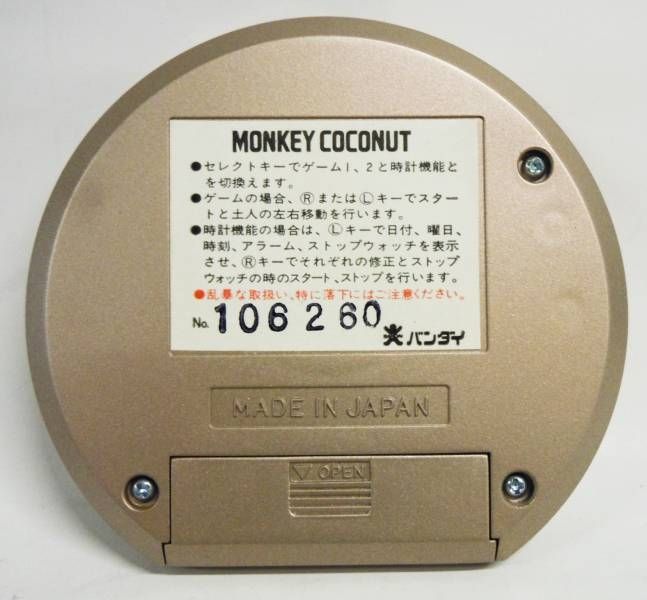 MONKEY COCONUT
●セレクトキーでゲーム1、2と時計機能と
を切換えます。
●ゲームの場合、ⓇまたはⓁキーでスター
トと土人の左右移動を行います。
●時計機能の場合は、Ⓛキーで日付、曜日、
時刻、アラーム、ストップウォッチを表示
させ、Ⓡキーでそれぞれの修正とストップ
ウォッチの時のスタート、ストップを行います。
●乱暴な取扱い、特に落下にはご注意ください。
No. 106260
バンダイ
MADE IN JAPAN
▽ OPEN